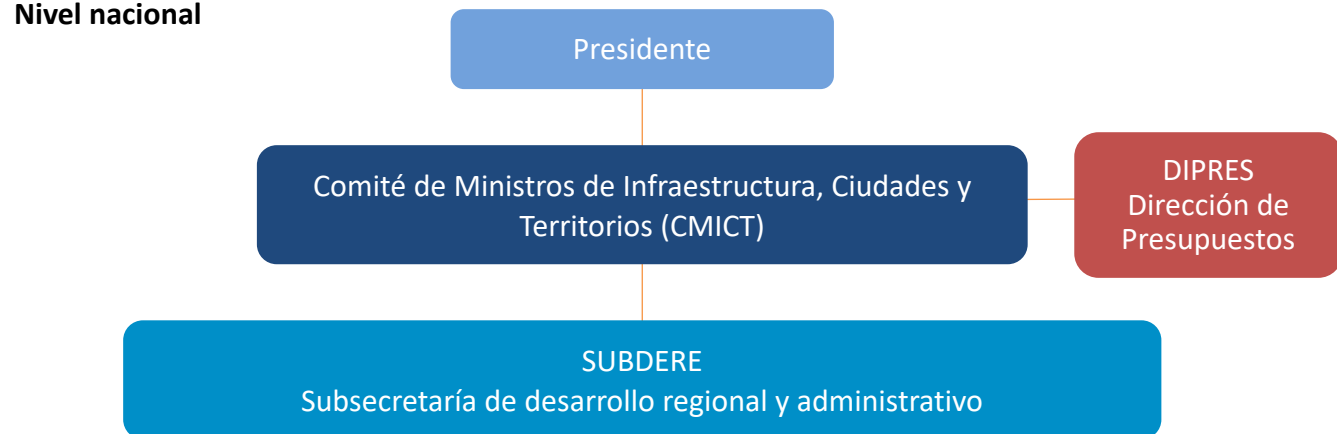 Nivel nacional
Presidente
Comité de Ministros de Infraestructura, Ciudades y
Territorios (CMICT)
DIPRES
Dirección de
Presupuestos
SUBDERE
Subsecretaría de desarrollo regional y administrativo